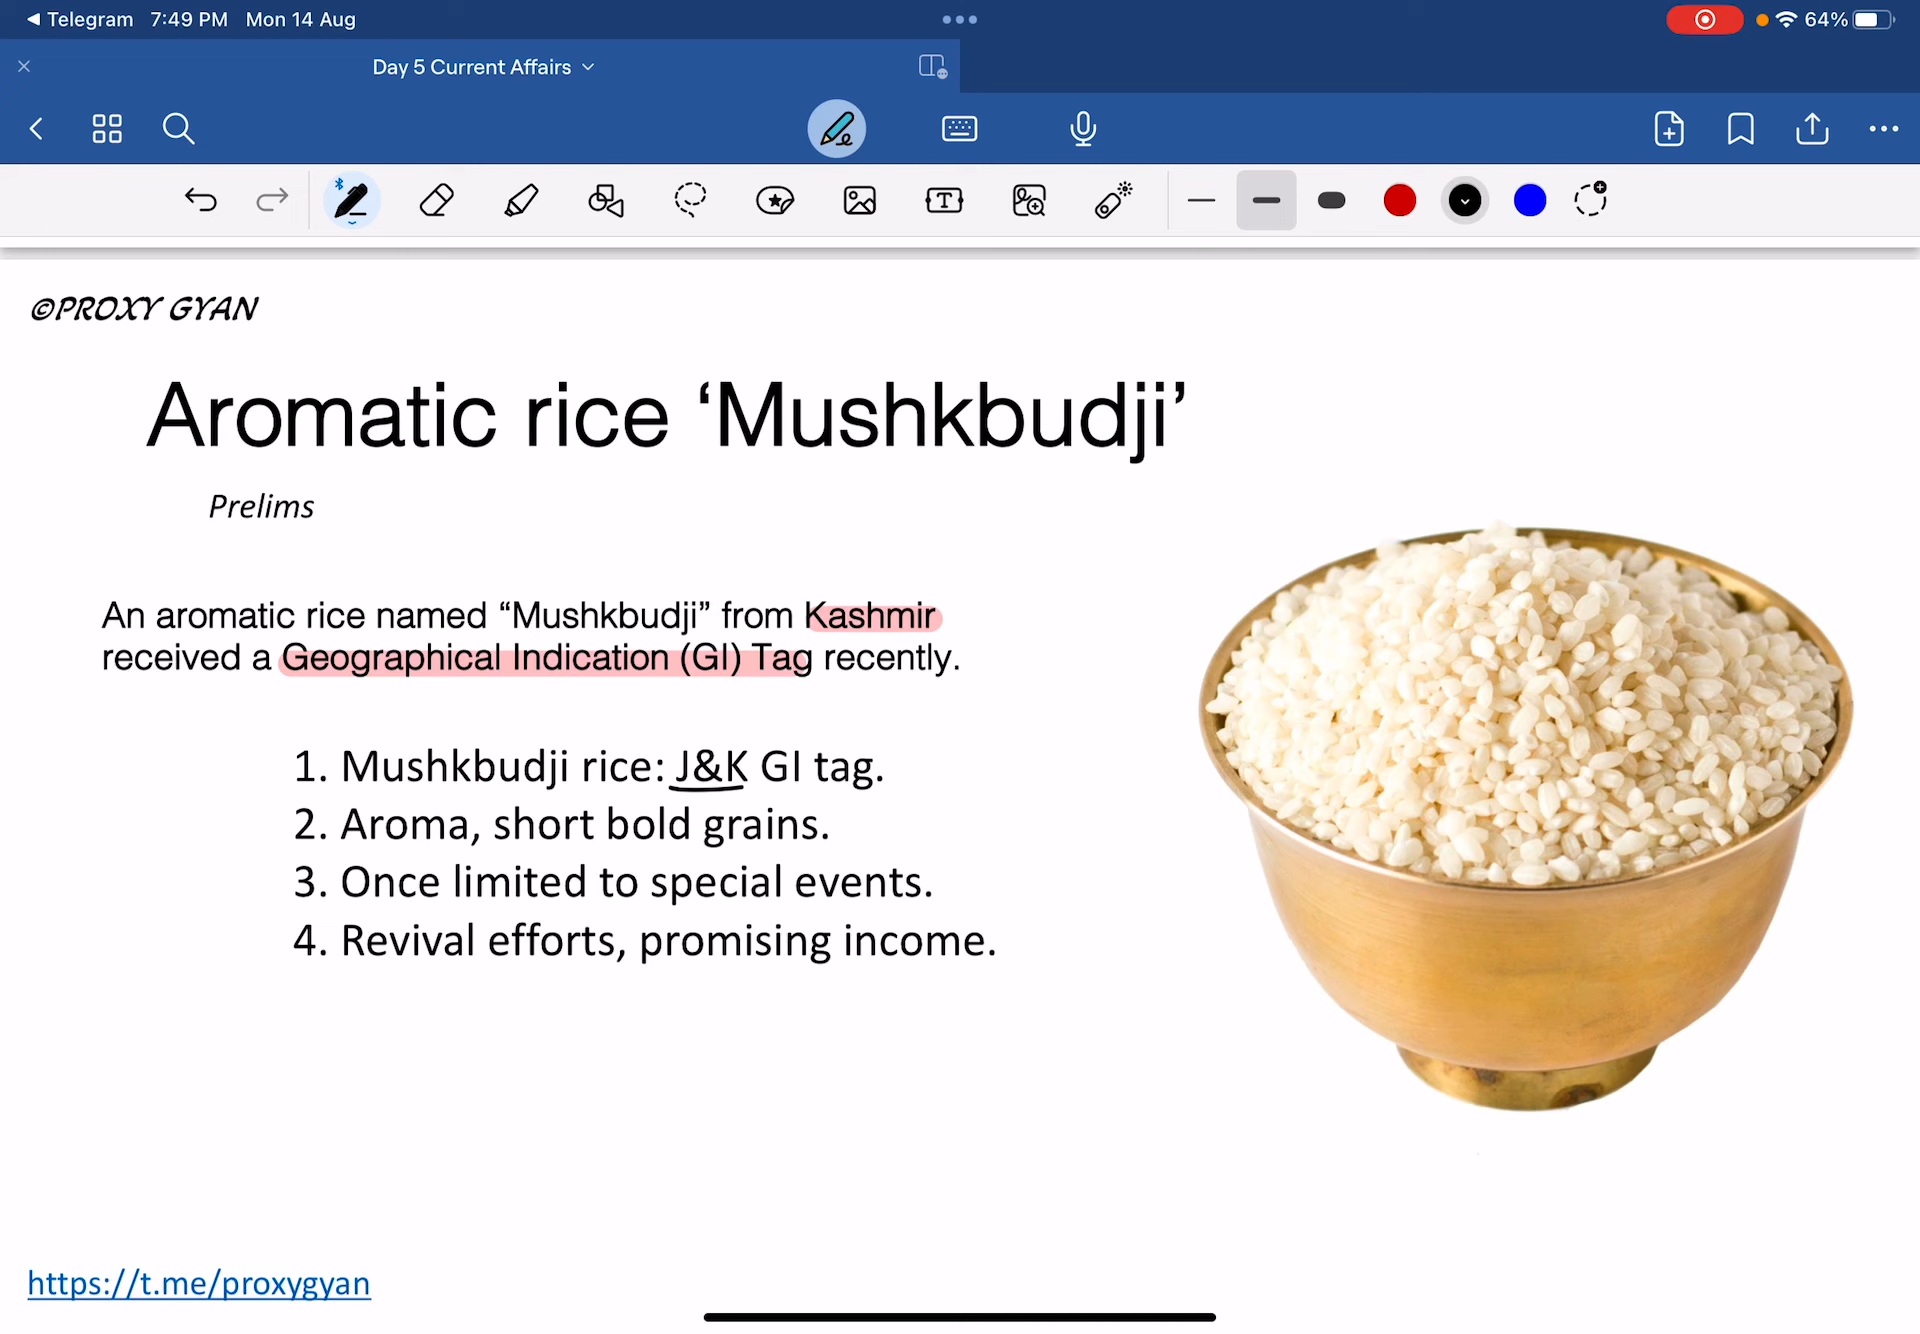 Telegram 7:49 PM Mon 14 Aug
64%
Day 5 Current Affairs
©PROXY GYAN
Aromatic rice ‘Mushkbudji’
Prelims
An aromatic rice named “Mushkbudji” from Kashmir
received a Geographical Indication (GI) Tag recently.
1. Mushkbudji rice: J&K GI tag.
2. Aroma, short bold grains.
3. Once limited to special events.
4. Revival efforts, promising income.
https://t.me/proxygyan